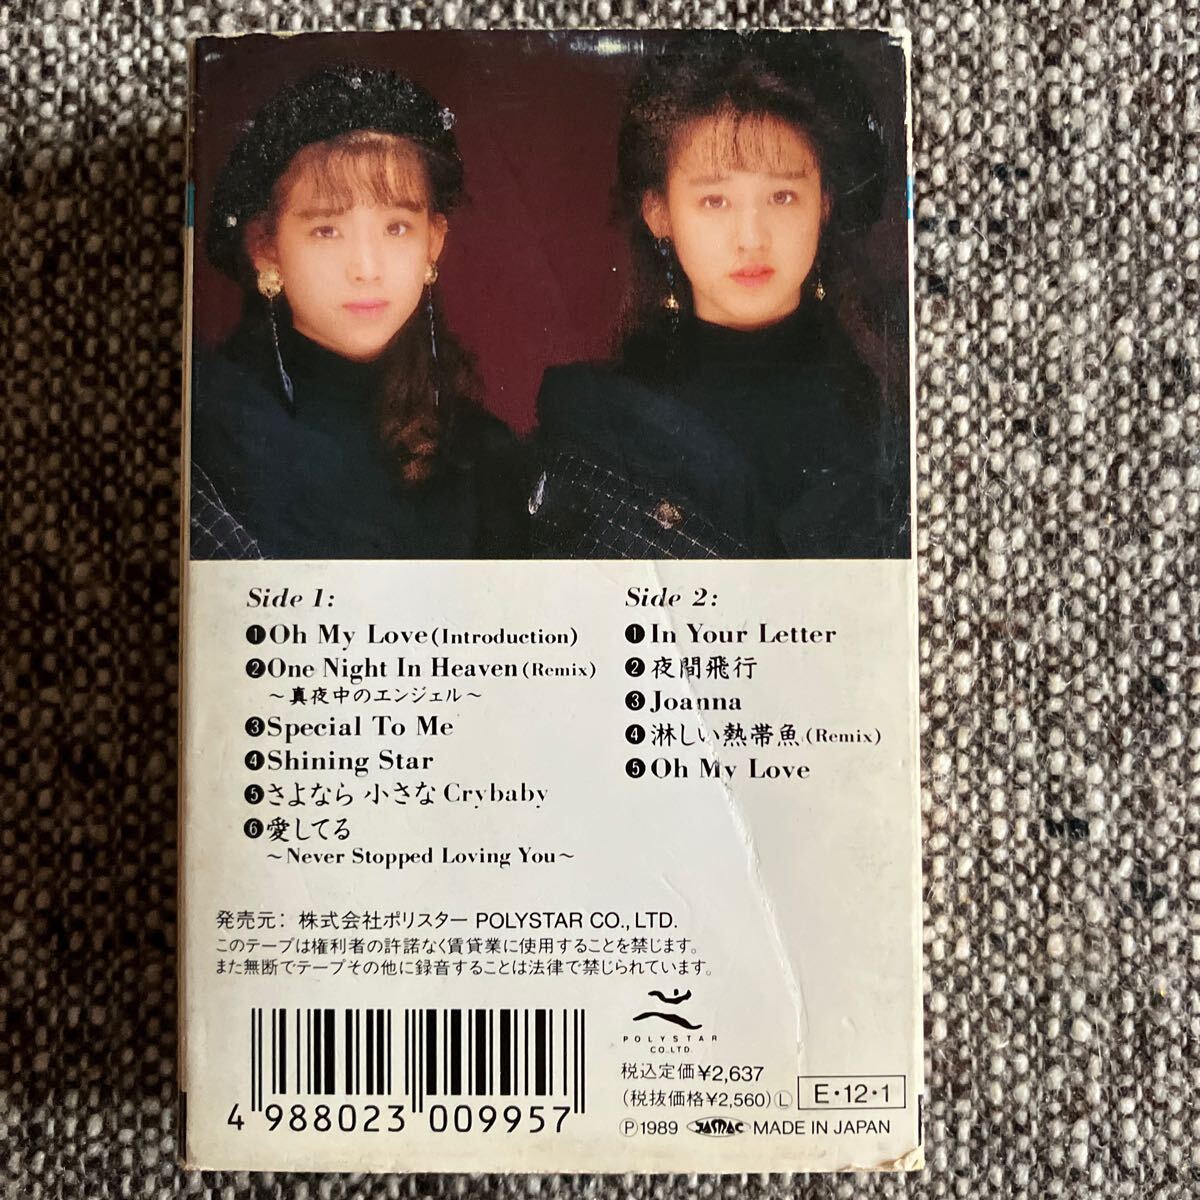 Side 1:
❶Oh My Love(Introduction)
❷One Night In Heaven(Remix)
～真夜中のエンジェル～
❸Special To Me
❹Shining Star
❺さよなら 小さな Crybaby
❻愛してる
～Never Stopped Loving You～
Side 2:
❶In Your Letter
❷夜間飛行
❸Joanna
❹淋しい熱帯魚(Remix)
❺Oh My Love
発売元: 株式会社ポリスター POLYSTAR CO., LTD.
このテープは権利者の許諾なく賃貸業に使用することを禁じます。
また無断でテープその他に録音することは法律で禁じられています。
POLYSTAR
CO.,LTD.
税込定価¥2,637
(税抜価格¥2,560)Ⓛ E・12・1
Ⓟ1989 JASRAC MADE IN JAPAN
4 988023 009957